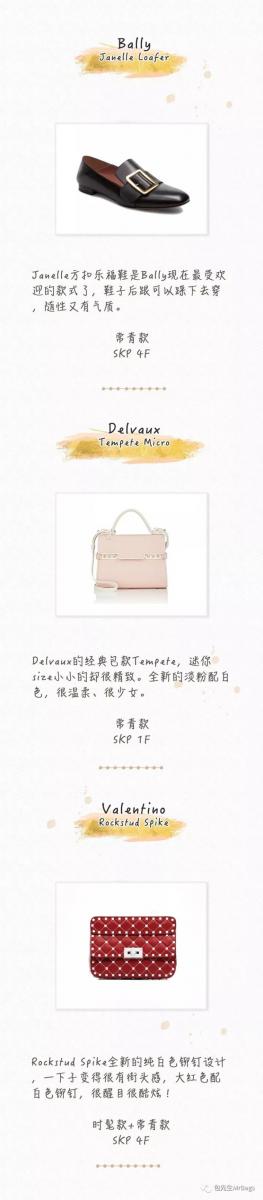 Bally
Janelle Loafer
Janelle方扣乐福鞋是Bally现在最受欢
迎的款式了，鞋子后跟可以踩下去穿
，随性又有气质。
常青款
SKP 4F
Delvaux
Tempete Micro
Delvaux的经典包款Tempete，迷你
size小小的却很精致。全新的淡粉配白
色，很温柔、很少女。
常青款
SKP 1F
Valentino
Rockstud Spike
Rockstud Spike全新的纯白色铆钉设计
，一下子变得很有街头感，大红色配
白色铆钉，很醒目很酷炫！
时髦款+常青款
SKP 4F
包先生MrBags